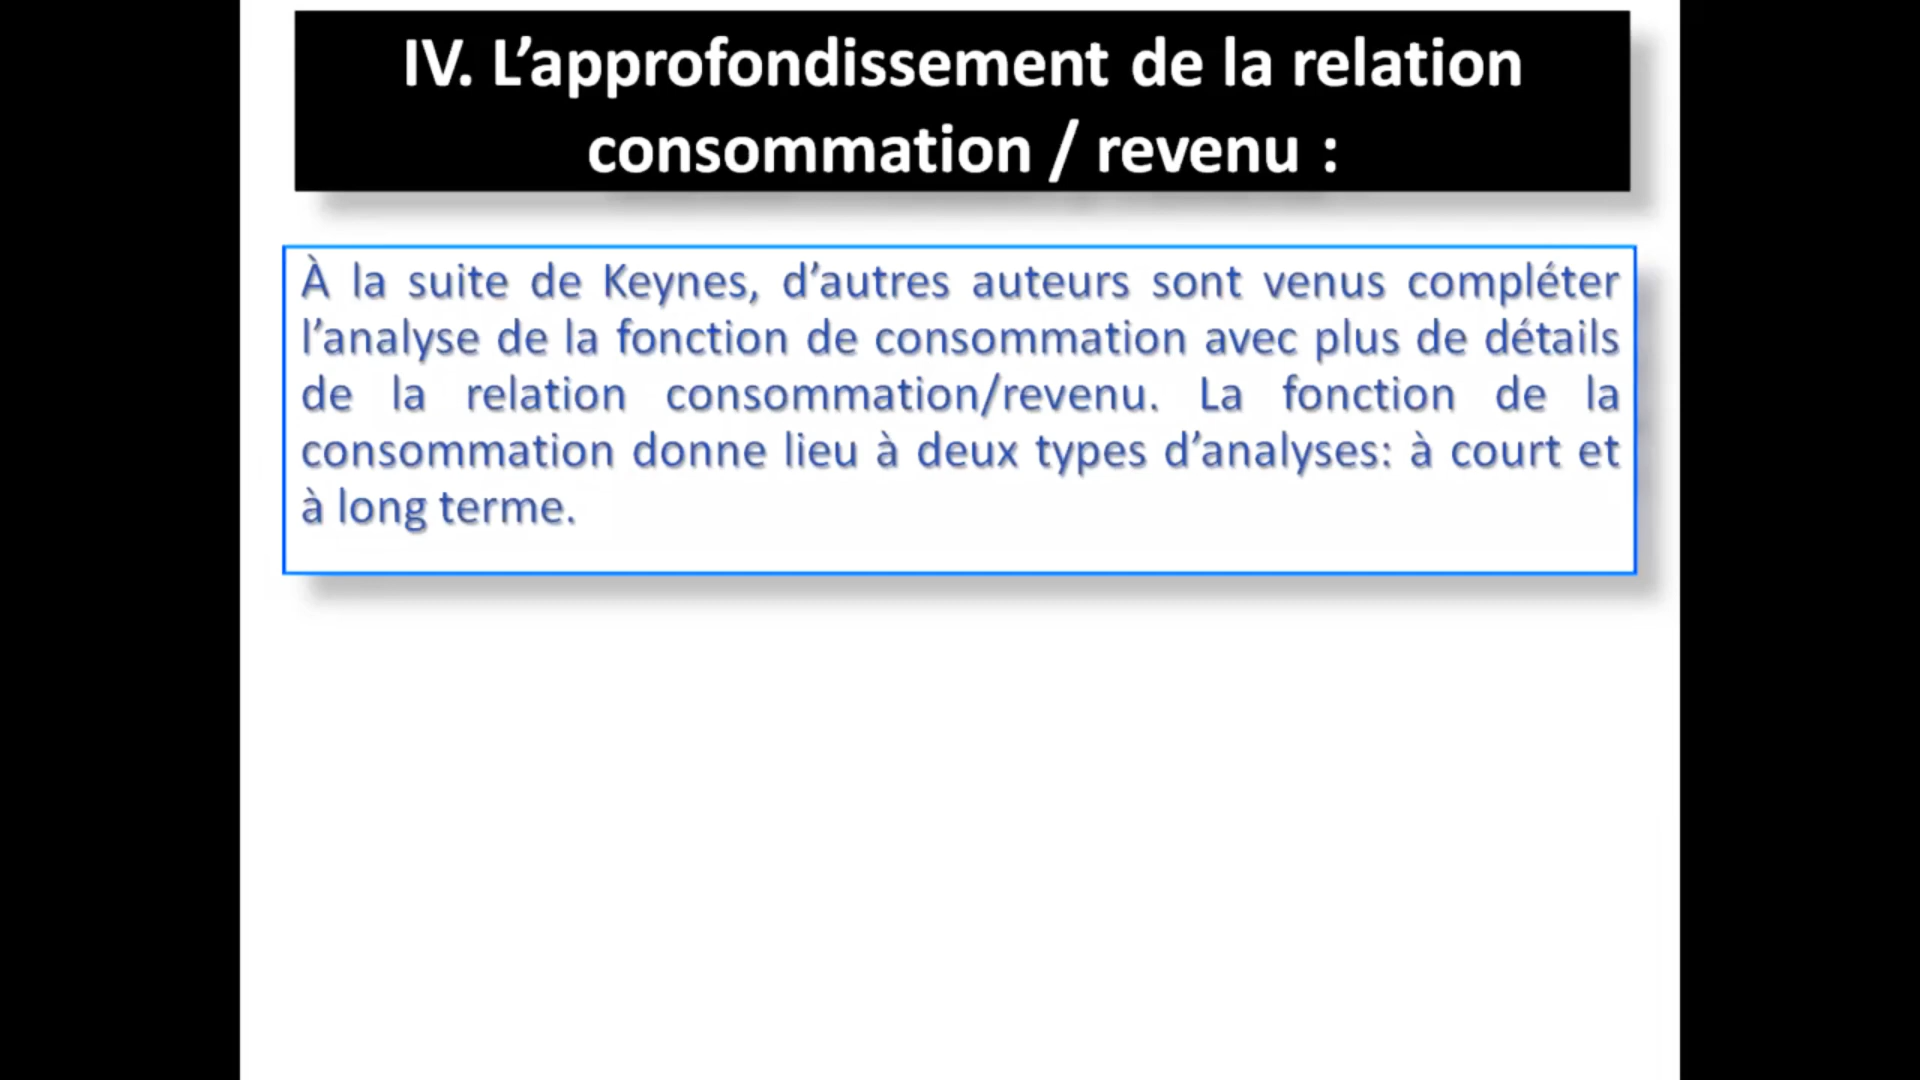 IV. L’approfondissement de la relation
consommation / revenu :
À la suite de Keynes, d’autres auteurs sont venus compléter
l’analyse de la fonction de consommation avec plus de détails
de la relation consommation/revenu. La fonction de la
consommation donne lieu à deux types d’analyses: à court et
à long terme.